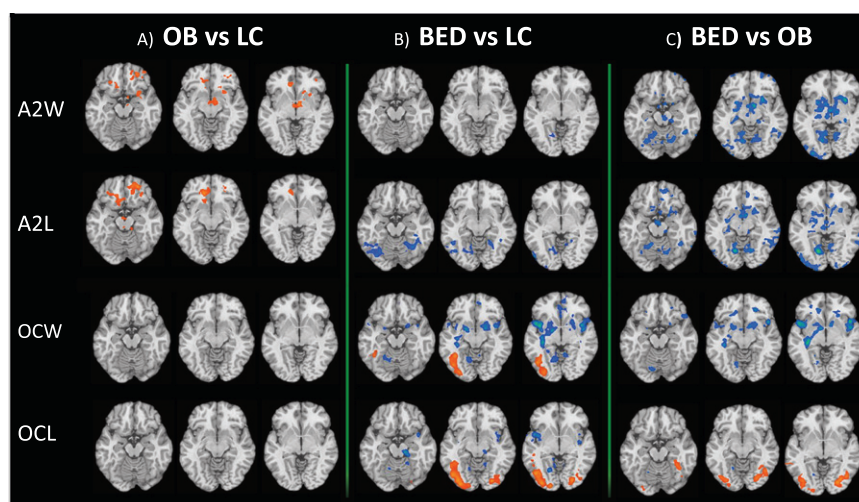 A) OB vs LC
B) BED vs LC
C) BED vs OB
A2W
A2L
OCW
OCL